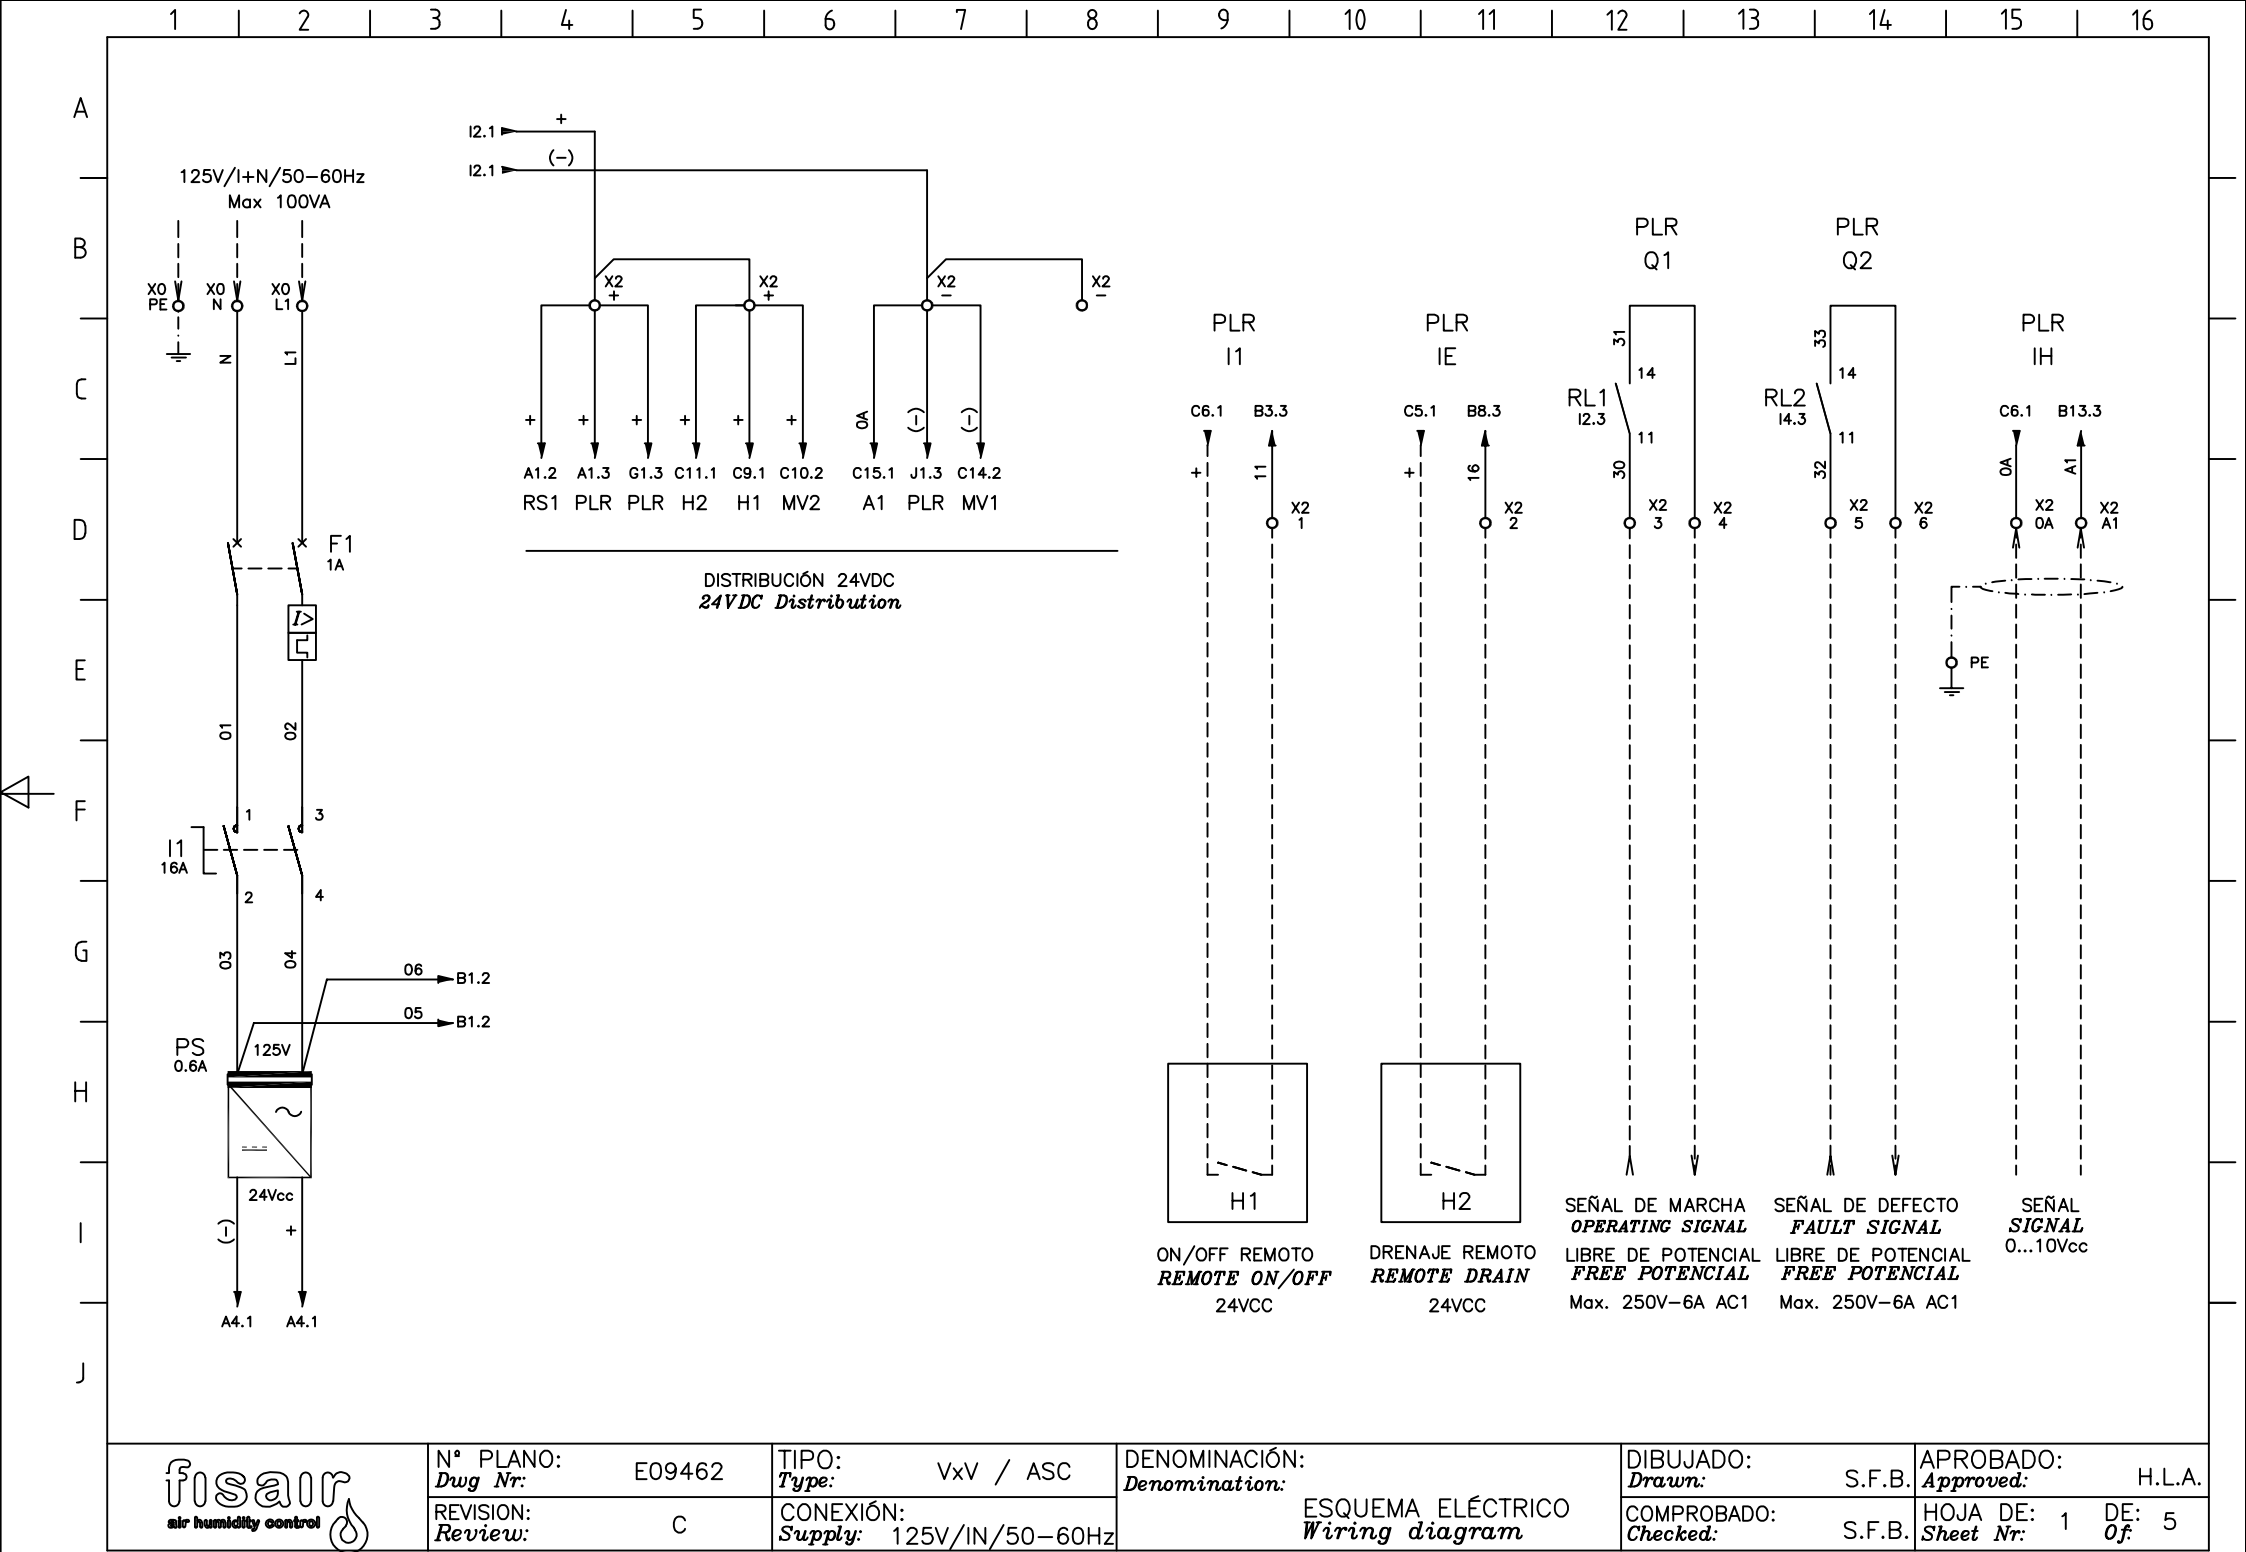 1 2 3 4 5 6 7 8 9 10 11 12 13 14 15 16
A
B
C
D
E
F
G
H
I
J
125V/I+N/50-60Hz
Max 100VA
X0
PE
X0
N
X0
L1
N
L1
F1
1A
I>
01
02
1
3
I1
16A
2
4
03
04
06
B1.2
05
B1.2
PS
0.6A
125V
24Vcc
(-)
+
A4.1
A4.1
I2.1
+
I2.1
(-)
X2
+
X2
+
X2
-
X2
-
+ + + + + + 0A (-) (-)
A1.2 A1.3 G1.3 C11.1 C9.1 C10.2 C15.1 J1.3 C14.2
RS1 PLR PLR H2 H1 MV2 A1 PLR MV1
DISTRIBUCIÓN 24VDC
24VDC Distribution
PLR
I1
C6.1 B3.3
+
11
X2
1
H1
ON/OFF REMOTO
REMOTE ON/OFF
24VCC
PLR
IE
C5.1 B8.3
+
16
X2
2
H2
DRENAJE REMOTO
REMOTE DRAIN
24VCC
PLR
Q1
31
14
RL1
I2.3
11
30
X2
3
X2
4
SEÑAL DE MARCHA
OPERATING SIGNAL
LIBRE DE POTENCIAL
FREE POTENCIAL
Max. 250V-6A AC1
PLR
Q2
33
14
RL2
I4.3
11
32
X2
5
X2
6
SEÑAL DE DEFECTO
FAULT SIGNAL
LIBRE DE POTENCIAL
FREE POTENCIAL
Max. 250V-6A AC1
PLR
IH
C6.1 B13.3
0A
A1
X2
0A
X2
A1
PE
SEÑAL
SIGNAL
0...10Vcc
fisair
air humidity control
Nª PLANO:
Dwg Nr:
E09462
REVISION:
Review:
C
TIPO:
Type:
VxV / ASC
CONEXIÓN:
Supply:
125V/IN/50-60Hz
DENOMINACIÓN:
Denomination:
ESQUEMA ELÉCTRICO
Wiring diagram
DIBUJADO:
Drawn:
S.F.B.
COMPROBADO:
Checked:
S.F.B.
APROBADO:
Approved:
H.L.A.
HOJA DE:
Sheet Nr:
1
DE:
Of:
5